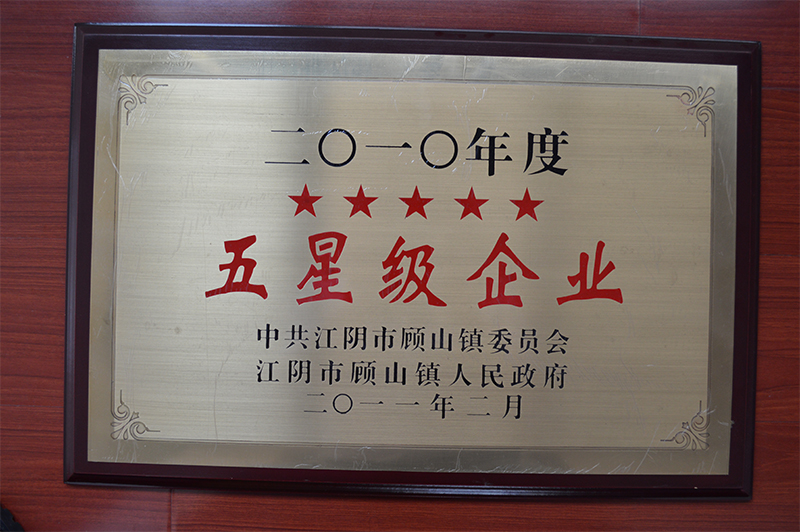 二〇一〇年度
★★★★★
五星级企业
中共江阴市顾山镇委员会
江阴市顾山镇人民政府
二〇一一年二月